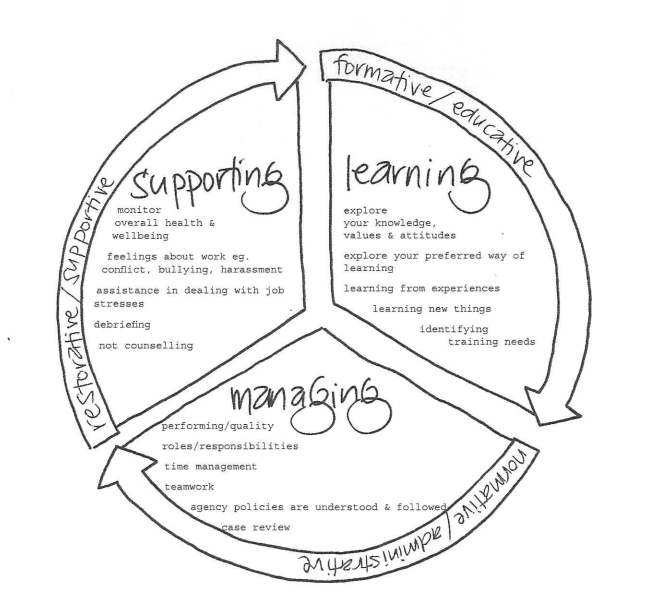 formative/educative
supporting
monitor
overall health &
wellbeing
feelings about work eg.
conflict, bullying, harassment
assistance in dealing with job
stresses
debriefing
not counselling
restorative/supportive
learning
explore
your knowledge,
values & attitudes
explore your preferred way of
learning
learning from experiences
learning new things
identifying
training needs
managing
performing/quality
roles/responsibilities
time management
teamwork
agency policies are understood & followed
case review
normative/administrative